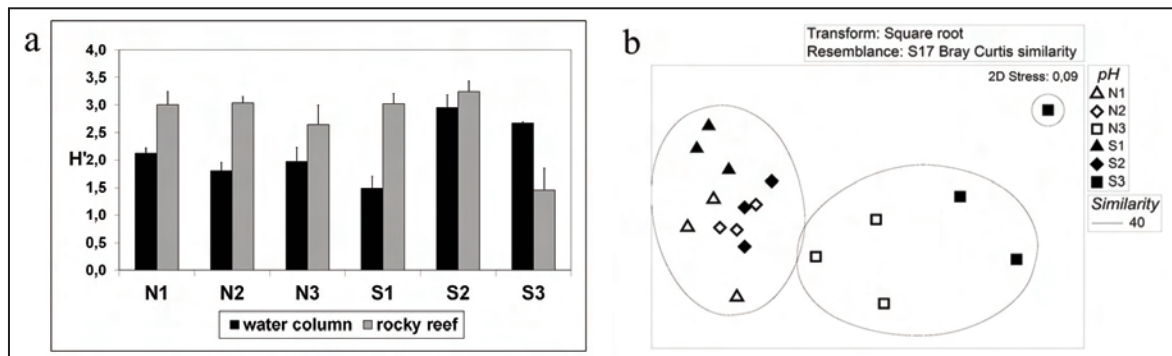 a
4,0
3,5
3,0
2,5
H' 2,0
1,5
1,0
0,5
0,0
N1 N2 N3 S1 S2 S3
water column rocky reef
b
Transform: Square root
Resemblance: S17 Bray Curtis similarity
2D Stress: 0,09
pH
N1
N2
N3
S1
S2
S3
Similarity
40